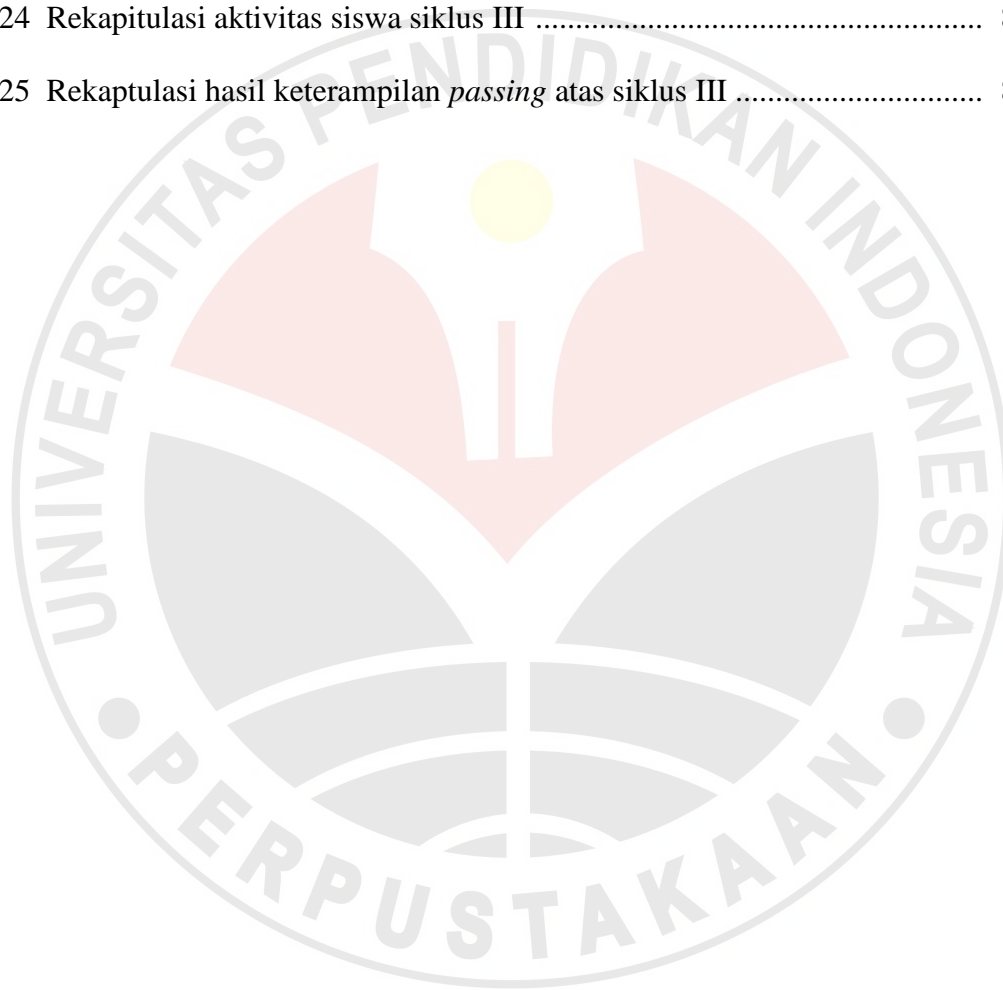 24 Rekapitulasi aktivitas siswa siklus III ........................................................
25 Rekaptulasi hasil keterampilan passing atas siklus III ...............................
UNIVERSITAS PENDIDIKAN INDONESIA
PERPUSTAKAAN